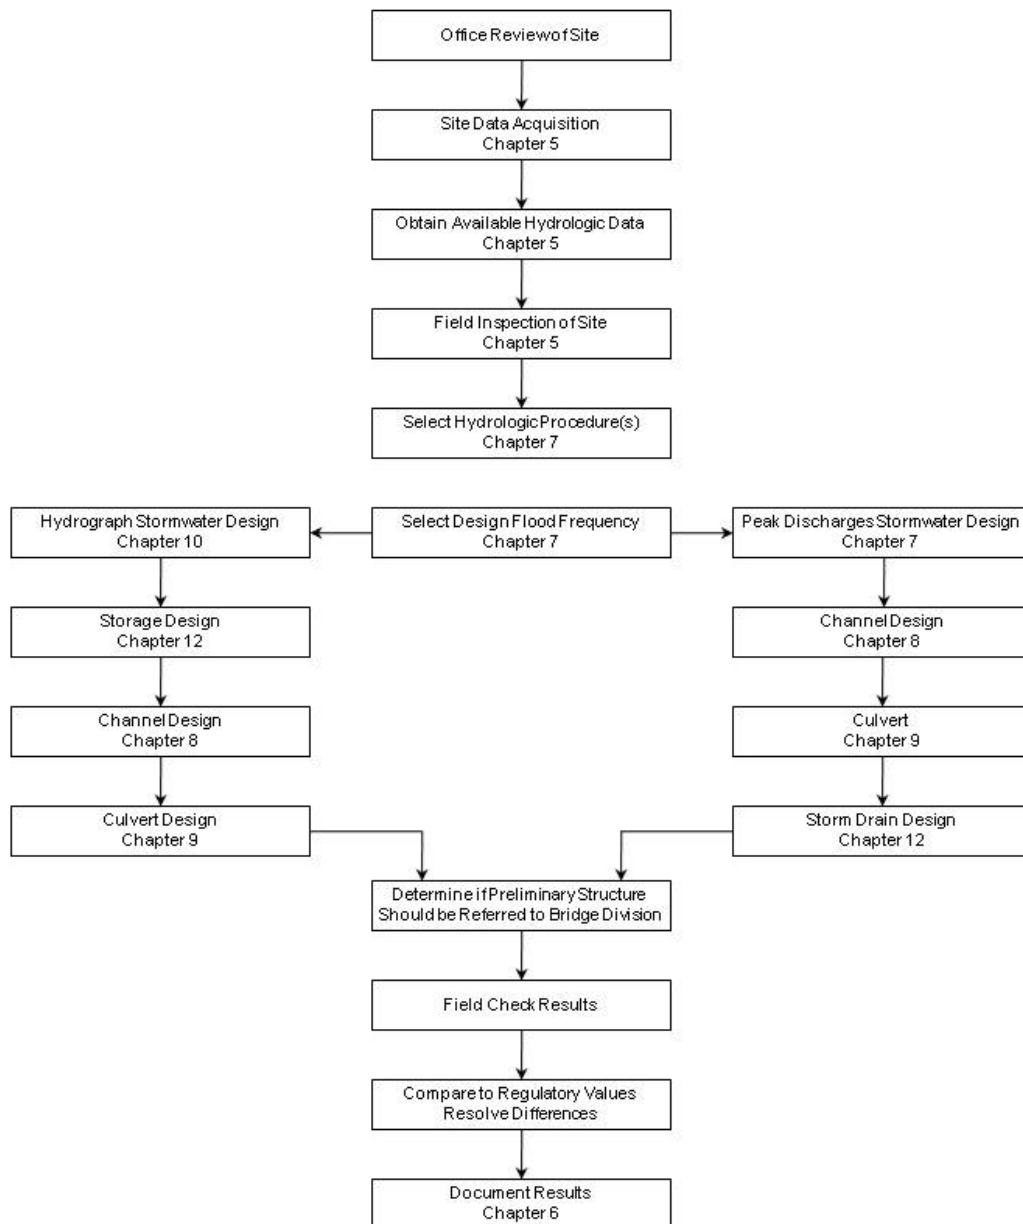 Office Review of Site
Site Data Acquisition
Chapter 5
Obtain Available Hydrologic Data
Chapter 5
Field Inspection of Site
Chapter 5
Select Hydrologic Procedure(s)
Chapter 7
Select Design Flood Frequency
Chapter 7
Hydrograph Stormwater Design
Chapter 10
Storage Design
Chapter 12
Channel Design
Chapter 8
Culvert Design
Chapter 9
Peak Discharges Stormwater Design
Chapter 7
Channel Design
Chapter 8
Culvert
Chapter 9
Storm Drain Design
Chapter 12
Determine if Preliminary Structure
Should be Referred to Bridge Division
Field Check Results
Compare to Regulatory Values
Resolve Differences
Document Results
Chapter 6